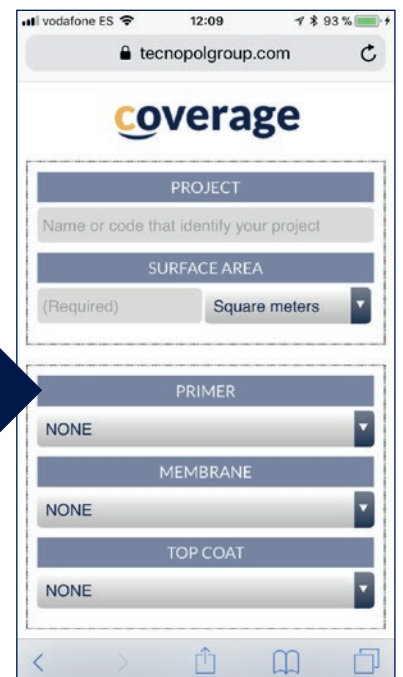 vodafone ES 12:09 93 %
tecnopolgroup.com
coverage
PROJECT
Name or code that identify your project
SURFACE AREA
(Required) Square meters
PRIMER
NONE
MEMBRANE
NONE
TOP COAT
NONE